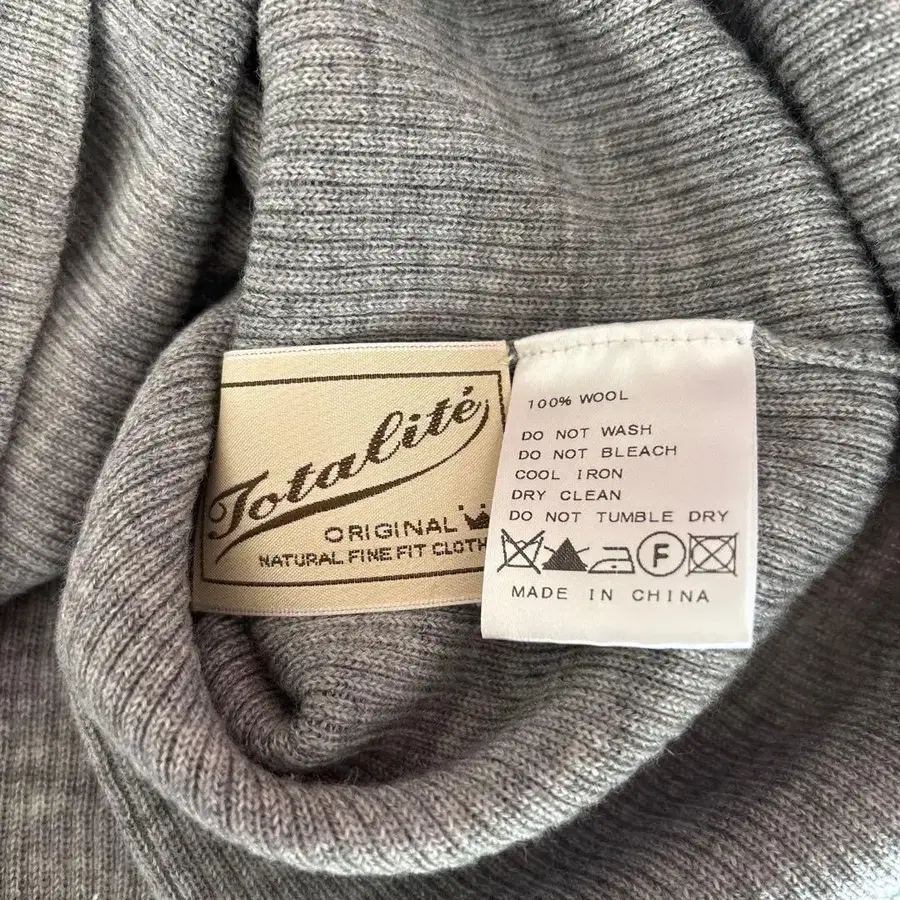 Totalité
ORIGINAL
NATURAL FINE FIT CLOTH
100% WOOL
DO NOT WASH
DO NOT BLEACH
COOL IRON
DRY CLEAN
DO NOT TUMBLE DRY
F
MADE IN CHINA